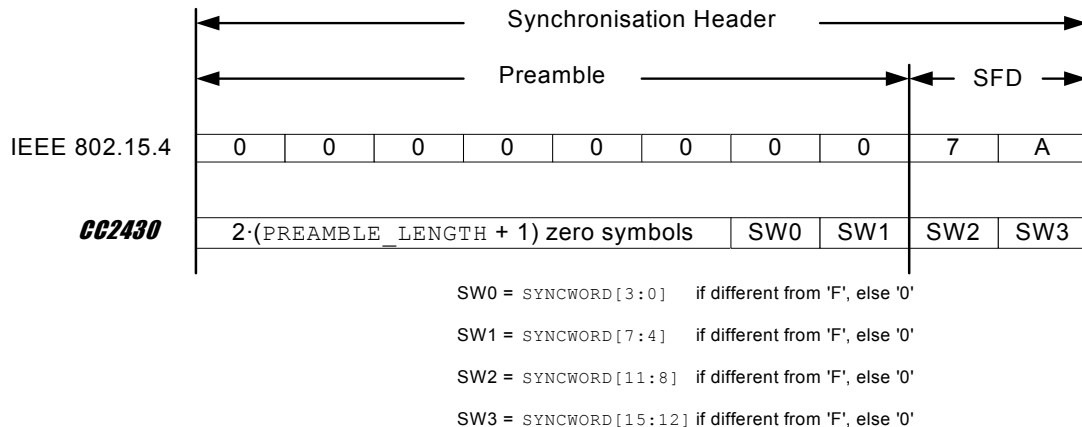 Synchronisation Header
Preamble SFD
IEEE 802.15.4 0 0 0 0 0 0 0 0 7 A
CC2430 2·(PREAMBLE_LENGTH + 1) zero symbols SW0 SW1 SW2 SW3
SW0 = SYNCWORD[3:0] if different from 'F', else '0'
SW1 = SYNCWORD[7:4] if different from 'F', else '0'
SW2 = SYNCWORD[11:8] if different from 'F', else '0'
SW3 = SYNCWORD[15:12] if different from 'F', else '0'